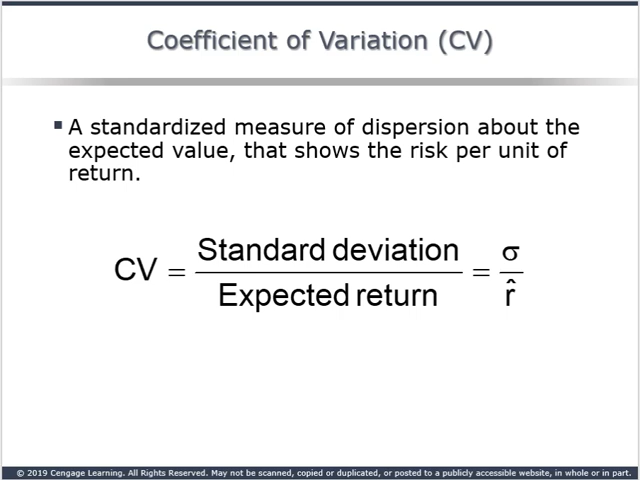 Coefficient of Variation (CV)
▪ A standardized measure of dispersion about the
expected value, that shows the risk per unit of
return.
CV = Standard deviation / Expected return = σ / r̂
© 2019 Cengage Learning. All Rights Reserved. May not be scanned, copied or duplicated, or posted to a publicly accessible website, in whole or in part.